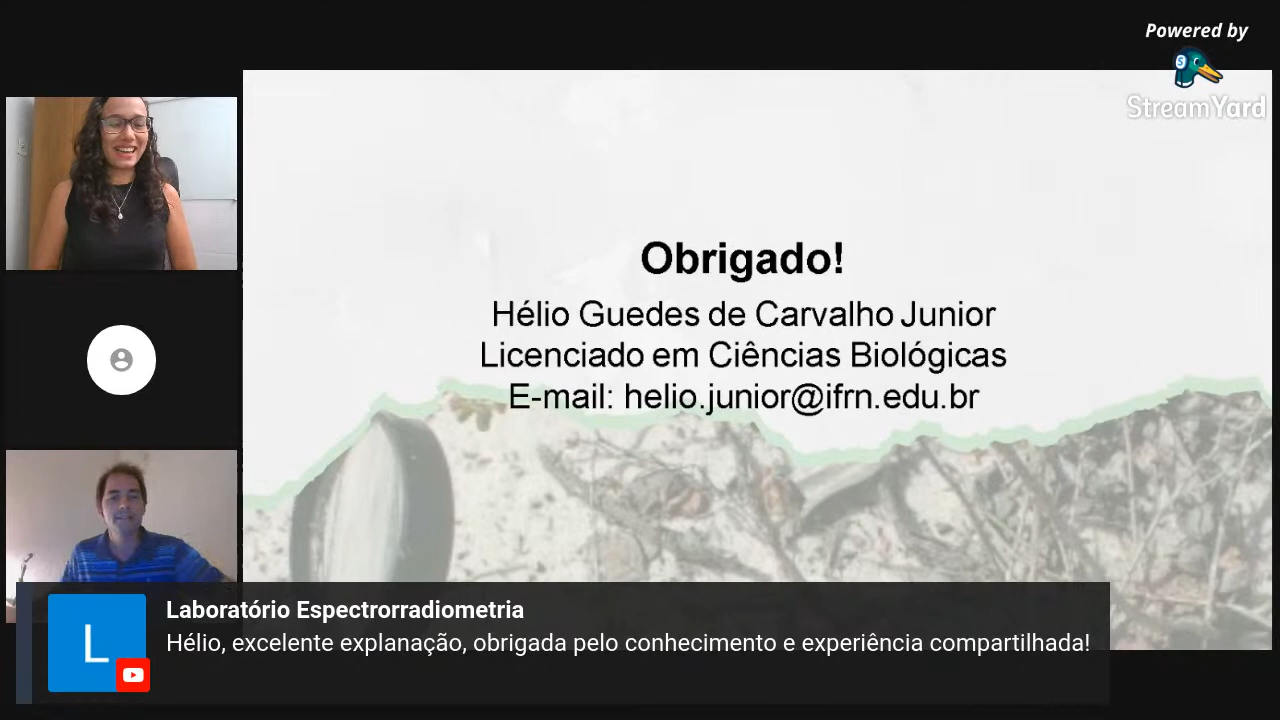 Powered by
StreamYard
Obrigado!
Hélio Guedes de Carvalho Junior
Licenciado em Ciências Biológicas
E-mail: helio.junior@ifrn.edu.br
L
Laboratório Espectrorradiometria
Hélio, excelente explanação, obrigada pelo conhecimento e experiência compartilhada!